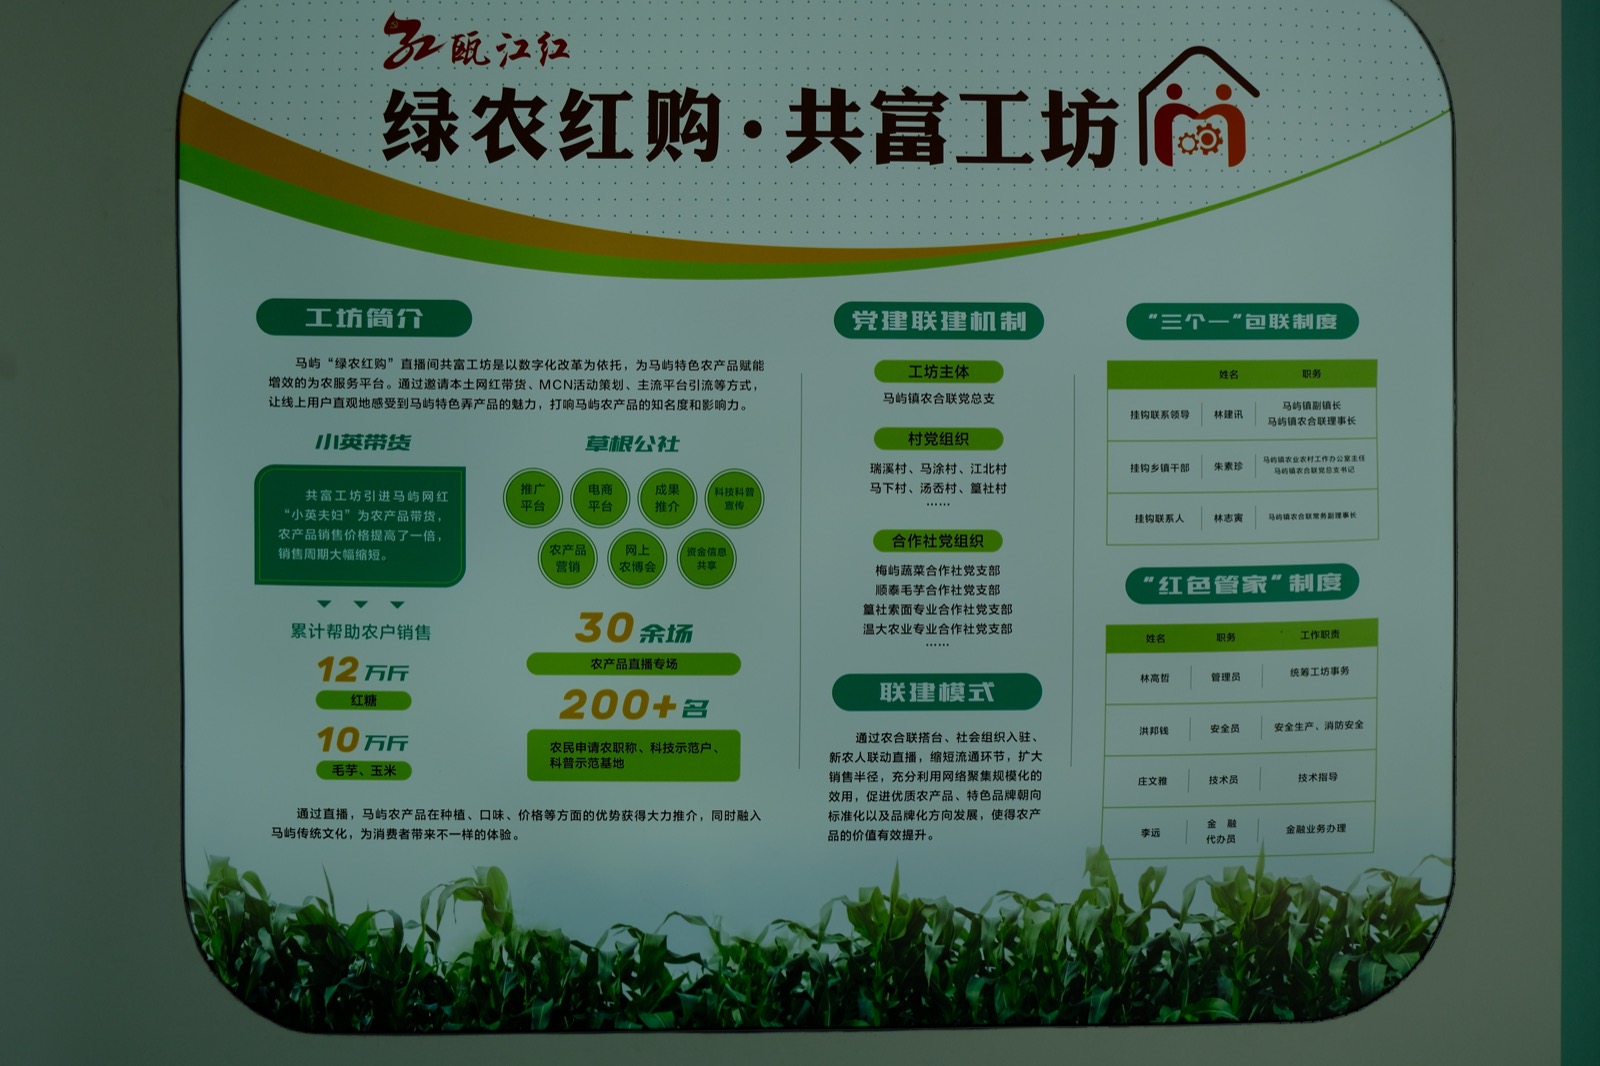 瓯江红
绿农红购·共富工坊
工坊简介
马屿“绿农红购”直播间共富工坊是以数字化改革为依托，为马屿特色农产品赋能
增效的为农服务平台。通过邀请本土网红带货、MCN活动策划、主流平台引流等方式，
让线上用户直观地感受到马屿特色弄产品的魅力，打响马屿农产品的知名度和影响力。
小英带货
共富工坊引进马屿网红
“小英夫妇”为农产品带货，
农产品销售价格提高了一倍，
销售周期大幅缩短。
累计帮助农户销售
12万斤
红糖
10万斤
毛芋、玉米
草根公社
推广
平台
电商
平台
成果
推介
科技科普
宣传
农产品
营销
网上
农博会
资金信息
共享
30余场
农产品直播专场
200+名
农民申请农职称、科技示范户、
科普示范基地
通过直播，马屿农产品在种植、口味、价格等方面的优势获得大力推介，同时融入
马屿传统文化，为消费者带来不一样的体验。
党建联建机制
工坊主体
马屿镇农合联党总支
村党组织
瑞溪村、马涂村、江北村
马下村、汤岙村、篁社村
……
合作社党组织
梅屿蔬菜合作社党支部
顺泰毛芋合作社党支部
篁社索面专业合作社党支部
温大农业专业合作社党支部
……
联建模式
通过农合联搭台、社会组织入驻、
新农人联动直播，缩短流通环节，扩大
销售半径，充分利用网络聚集规模化的
效用，促进优质农产品、特色品牌朝向
标准化以及品牌化方向发展，使得农产
品的价值有效提升。
“三个一”包联制度
姓名 职务
挂钩联系领导 林建讯 马屿镇副镇长
马屿镇农合联理事长
挂钩乡镇干部 朱素珍 马屿镇农业农村工作办公室主任
马屿镇农合联党总支书记
挂钩联系人 林志寅 马屿镇农合联常务副理事长
“红色管家”制度
姓名 职务 工作职责
林高哲 管理员 统筹工坊事务
洪邦钱 安全员 安全生产、消防安全
庄文雅 技术员 技术指导
李远 金 融
代办员 金融业务办理